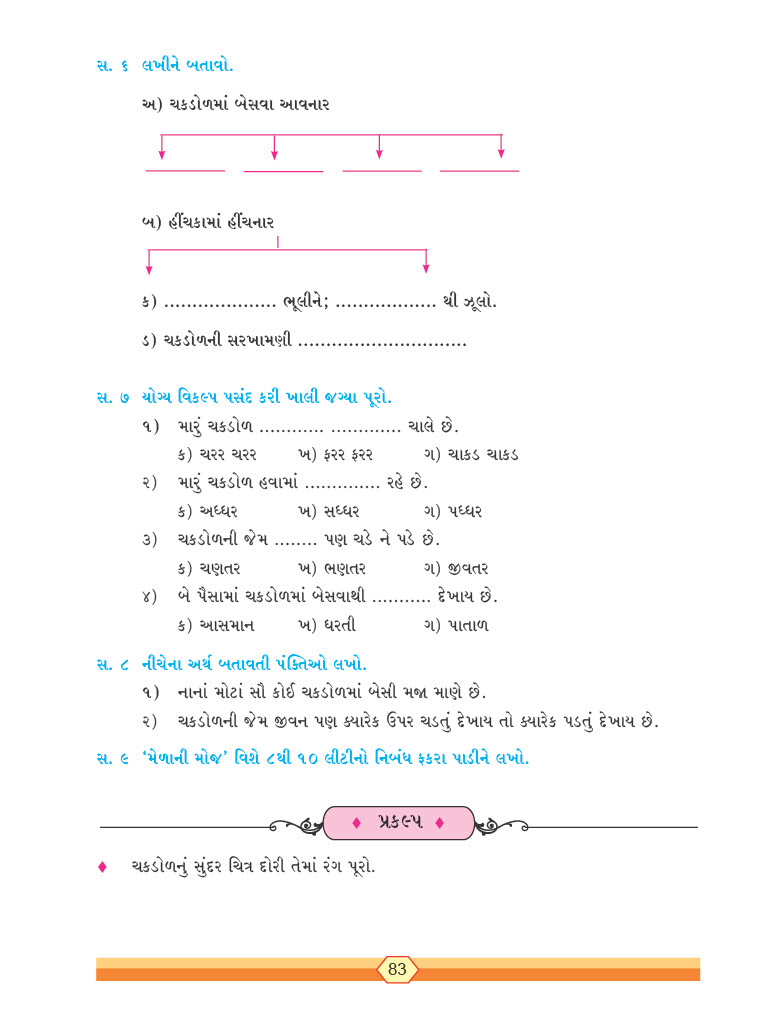 સ. ૬ લખીને બતાવો.
અ) ચકડોળમાં બેસવા આવનાર
બ) હીંચકામાં હીંચનાર
ક) .................... ભૂલીને; .................. થી ઝૂલો.
ડ) ચકડોળની સરખામણી ..............................
સ. ૭ યોગ્ય વિકલ્પ પસંદ કરી ખાલી જગ્યા પૂરો.
૧) મારું ચકડોળ ............ ............. ચાલે છે.
ક) ચરર ચરર ખ) ફરર ફરર ગ) ચાકડ ચાકડ
૨) મારું ચકડોળ હવામાં .............. રહે છે.
ક) અધ્ધર ખ) સધ્ધર ગ) પધ્ધર
૩) ચકડોળની જેમ ........ પણ ચડે ને પડે છે.
ક) ચણતર ખ) ભણતર ગ) જીવતર
૪) બે પૈસામાં ચકડોળમાં બેસવાથી ........... દેખાય છે.
ક) આસમાન ખ) ધરતી ગ) પાતાળ
સ. ૮ નીચેના અર્થ બતાવતી પંક્તિઓ લખો.
૧) નાનાં મોટાં સૌ કોઈ ચકડોળમાં બેસી મજા માણે છે.
૨) ચકડોળની જેમ જીવન પણ ક્યારેક ઉપર ચડતું દેખાય તો ક્યારેક પડતું દેખાય છે.
સ. ૯ ‘મેળાની મોજ’ વિશે ૮થી ૧૦ લીટીનો નિબંધ ફકરા પાડીને લખો.
પ્રકલ્પ
ચકડોળનું સુંદર ચિત્ર દોરી તેમાં રંગ પૂરો.
83